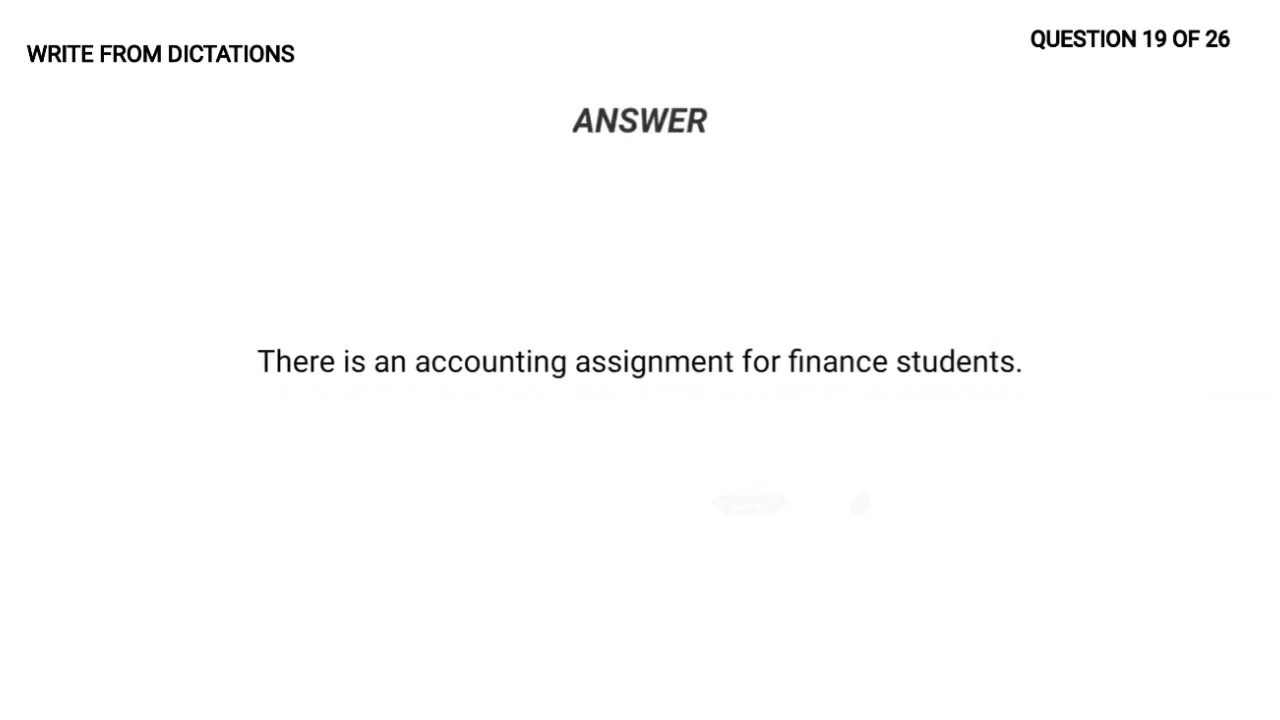 WRITE FROM DICTATIONS
QUESTION 19 OF 26
ANSWER
There is an accounting assignment for finance students.